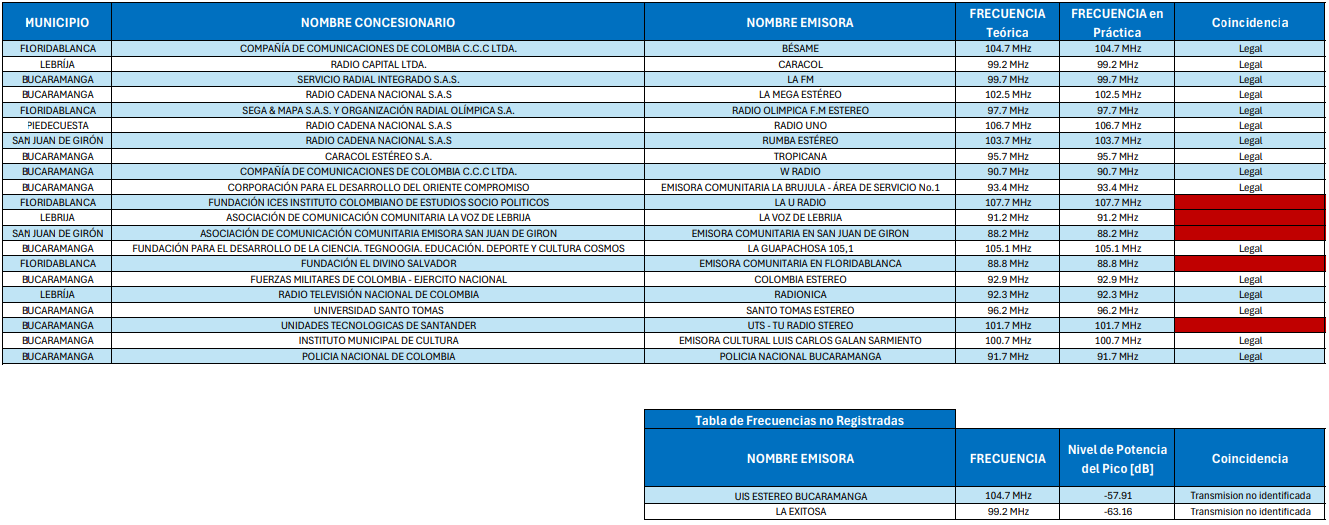 MUNICIPIO NOMBRE CONCESIONARIO NOMBRE EMISORA FRECUENCIA Teórica FRECUENCIA en Práctica Coincidencia
FLORIDABLANCA COMPAÑÍA DE COMUNICACIONES DE COLOMBIA C.C.C LTDA. BÉSAME 104.7 MHz 104.7 MHz Legal
LEBRÍJA RADIO CAPITAL LTDA. CARACOL 99.2 MHz 99.2 MHz Legal
BUCARAMANGA SERVICIO RADIAL INTEGRADO S.A.S. LA FM 99.7 MHz 99.7 MHz Legal
BUCARAMANGA RADIO CADENA NACIONAL S.A.S LA MEGA ESTÉREO 102.5 MHz 102.5 MHz Legal
FLORIDABLANCA SEGA & MAPA S.A.S. Y ORGANIZACIÓN RADIAL OLÍMPICA S.A. RADIO OLIMPICA F.M ESTEREO 97.7 MHz 97.7 MHz Legal
PIEDECUESTA RADIO CADENA NACIONAL S.A.S RADIO UNO 106.7 MHz 106.7 MHz Legal
SAN JUAN DE GIRÓN RADIO CADENA NACIONAL S.A.S RUMBA ESTÉREO 103.7 MHz 103.7 MHz Legal
BUCARAMANGA CARACOL ESTÉREO S.A. TROPICANA 95.7 MHz 95.7 MHz Legal
BUCARAMANGA COMPAÑÍA DE COMUNICACIONES DE COLOMBIA C.C.C LTDA. W RADIO 90.7 MHz 90.7 MHz Legal
BUCARAMANGA CORPORACIÓN PARA EL DESARROLLO DEL ORIENTE COMPROMISO EMISORA COMUNITARIA LA BRUJULA - ÁREA DE SERVICIO No.1 93.4 MHz 93.4 MHz Legal
FLORIDABLANCA FUNDACIÓN ICES INSTITUTO COLOMBIANO DE ESTUDIOS SOCIO POLITICOS LA U RADIO 107.7 MHz 107.7 MHz
LEBRIJA ASOCIACIÓN DE COMUNICACIÓN COMUNITARIA LA VOZ DE LEBRIJA LA VOZ DE LEBRIJA 91.2 MHz 91.2 MHz
SAN JUAN DE GIRÓN ASOCIACIÓN DE COMUNICACIÓN COMUNITARIA EMISORA SAN JUAN DE GIRON EMISORA COMUNITARIA EN SAN JUAN DE GIRON 88.2 MHz 88.2 MHz
BUCARAMANGA FUNDACIÓN PARA EL DESARROLLO DE LA CIENCIA. TEGNOOGIA. EDUCACIÓN. DEPORTE Y CULTURA COSMOS LA GUAPACHOSA 105,1 105.1 MHz 105.1 MHz Legal
FLORIDABLANCA FUNDACIÓN EL DIVINO SALVADOR EMISORA COMUNITARIA EN FLORIDABLANCA 88.8 MHz 88.8 MHz
BUCARAMANGA FUERZAS MILITARES DE COLOMBIA - EJERCITO NACIONAL COLOMBIA ESTEREO 92.9 MHz 92.9 MHz Legal
LEBRÍJA RADIO TELEVISIÓN NACIONAL DE COLOMBIA RADIONICA 92.3 MHz 92.3 MHz Legal
BUCARAMANGA UNIVERSIDAD SANTO TOMAS SANTO TOMAS ESTEREO 96.2 MHz 96.2 MHz Legal
BUCARAMANGA UNIDADES TECNOLOGICAS DE SANTANDER UTS - TU RADIO STEREO 101.7 MHz 101.7 MHz
BUCARAMANGA INSTITUTO MUNICIPAL DE CULTURA EMISORA CULTURAL LUIS CARLOS GALAN SARMIENTO 100.7 MHz 100.7 MHz Legal
BUCARAMANGA POLICIA NACIONAL DE COLOMBIA POLICIA NACIONAL BUCARAMANGA 91.7 MHz 91.7 MHz Legal
Tabla de Frecuencias no Registradas
NOMBRE EMISORA FRECUENCIA Nivel de Potencia del Pico [dB] Coincidencia
UIS ESTEREO BUCARAMANGA 104.7 MHz -57.91 Transmision no identificada
LA EXITOSA 99.2 MHz -63.16 Transmision no identificada